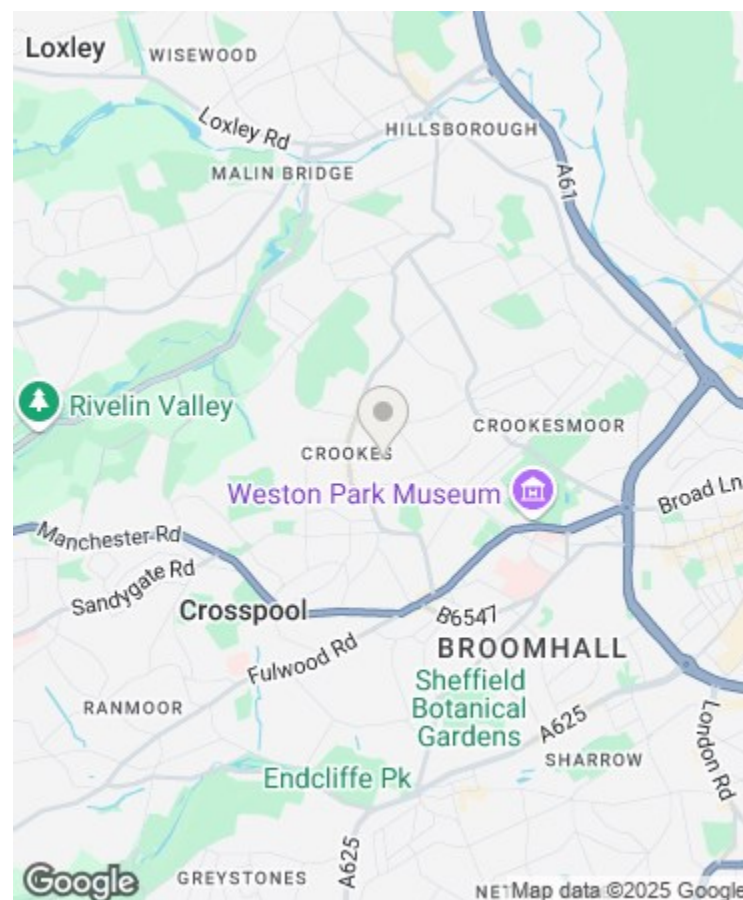 Loxley
WISEWOOD
Loxley Rd
HILLSBOROUGH
MALIN BRIDGE
A61
Rivelin Valley
CROOKESMOOR
CROOKES
Weston Park Museum
Broad Ln
Manchester Rd
Sandygate Rd
Crosspool
B6547
BROOMHALL
Fulwood Rd
Sheffield
Botanical
Gardens
RANMOOR
A625
London Rd
SHARROW
Endcliffe Pk
A625
Google
GREYSTONES
NET
Map data ©2025 Google